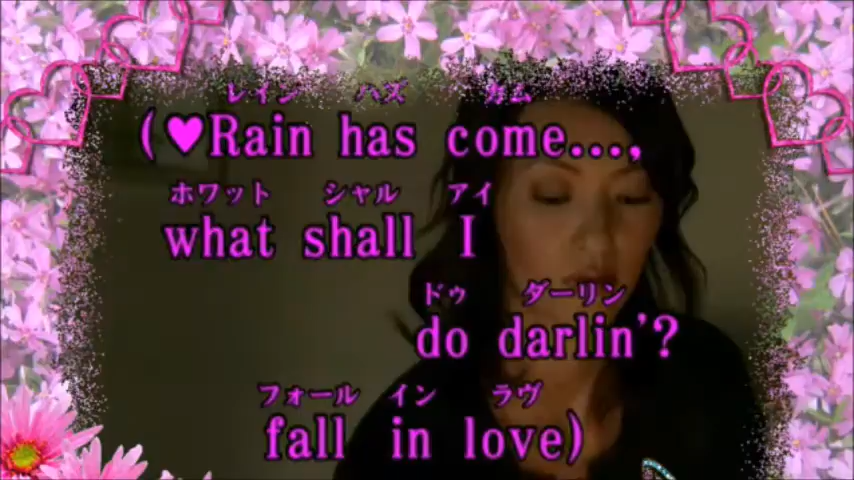 レイン ハズ カム
(♥Rain has come...,
ホワット シャル アイ
what shall I
ドゥ ダーリン
do darlin'?
フォール イン ラヴ
fall in love)